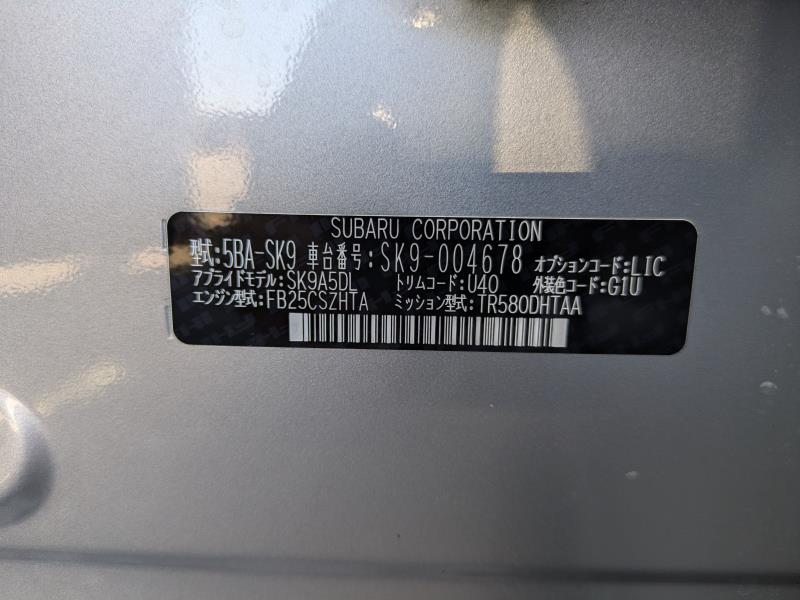 SUBARU CORPORATION
型式:5BA-SK9 車台番号:SK9-004678 オプションコード:LIC
アプライドモデル:SK9A5DL トリムコード:U40 外装色コード:G1U
エンジン型式:FB25CSZHTA ミッション型式:TR580DHTAA